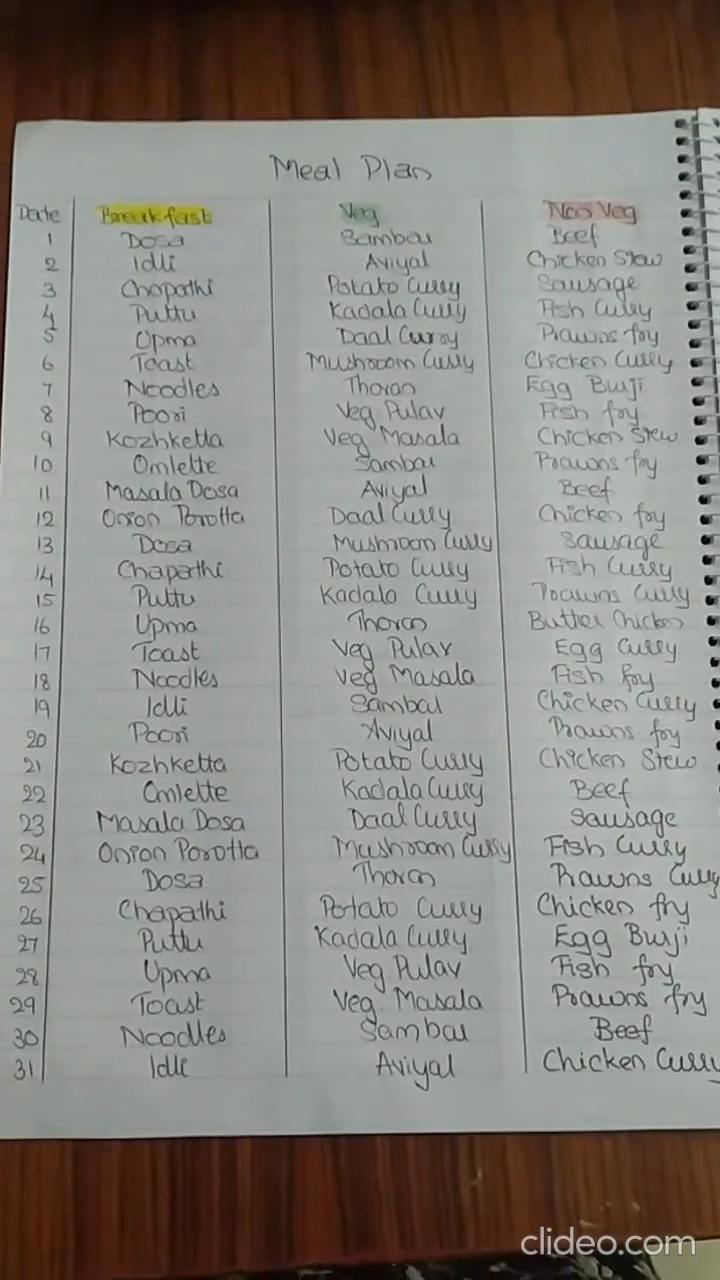 Meal Plan
Date Breakfast Veg Non Veg
1 Dosa Sambar Beef
2 Idli Aviyal Chicken Stew
3 Chapathi Potato Curry Sausage
4 Puttu Kadala Curry Fish Curry
5 Upma Daal Curry Prawns fry
6 Toast Mushroom Curry Chicken Curry
7 Noodles Thoran Egg Burji
8 Poori Veg Pulav Fish fry
9 Kozhketta Veg Masala Chicken Stew
10 Omlette Sambar Prawns fry
11 Masala Dosa Aviyal Beef
12 Onion Porotta Daal Curry Chicken fry
13 Dosa Mushroom Curry Sausage
14 Chapathi Potato Curry Fish Curry
15 Puttu Kadala Curry Prawns Curry
16 Upma Thoran Butter Chicken
17 Toast Veg Pulav Egg Curry
18 Noodles Veg Masala Fish fry
19 Idli Sambar Chicken Curry
20 Poori Aviyal Prawns fry
21 Kozhketta Potato Curry Chicken Stew
22 Omlette Kadala Curry Beef
23 Masala Dosa Daal Curry Sausage
24 Onion Porotta Mushroom Curry Fish Curry
25 Dosa Thoran Prawns Curry
26 Chapathi Potato Curry Chicken fry
27 Puttu Kadala Curry Egg Burji
28 Upma Veg Pulav Fish fry
29 Toast Veg. Masala Prawns fry
30 Noodles Sambar Beef
31 Idli Aviyal Chicken Curry
clideo.com